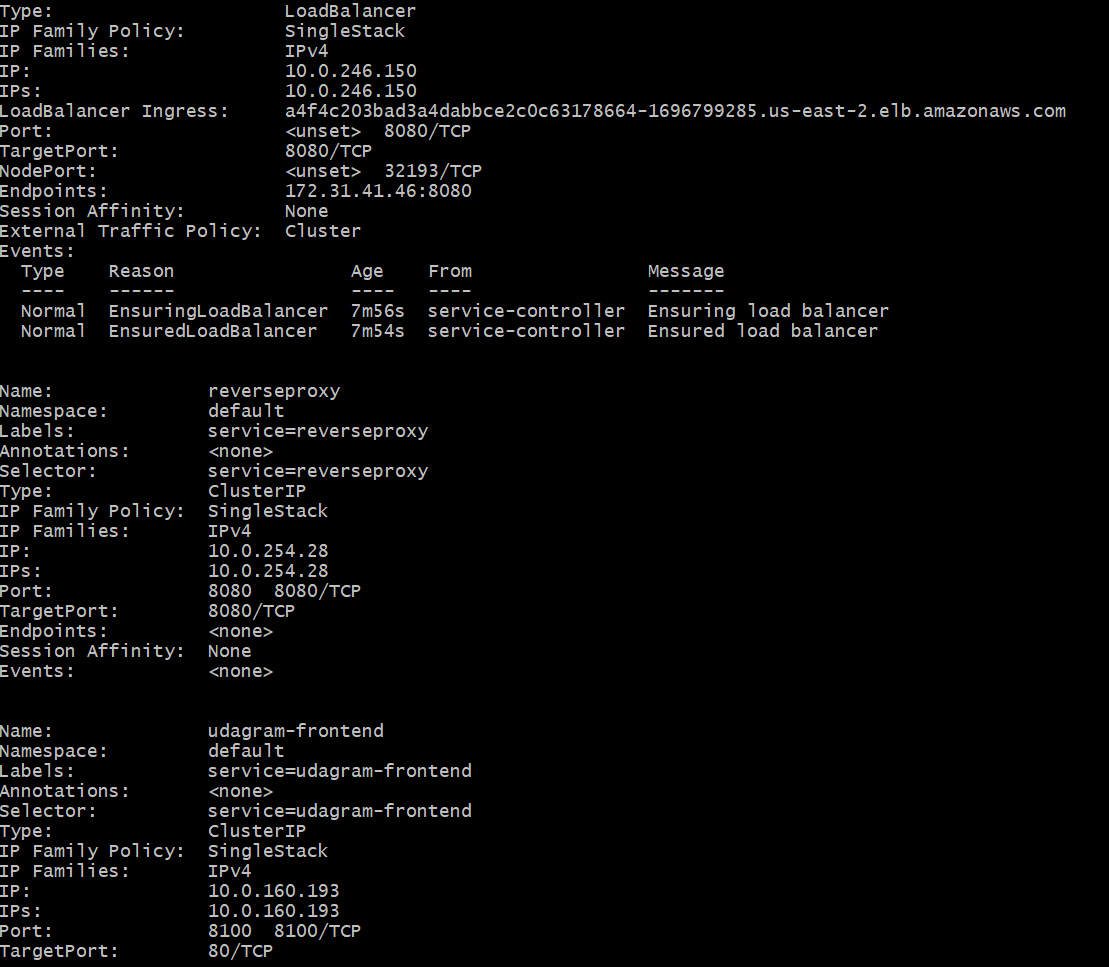 Type:                     LoadBalancer
IP Family Policy:         SingleStack
IP Families:              IPv4
IP:                       10.0.246.150
IPs:                      10.0.246.150
LoadBalancer Ingress:     a4f4c203bad3a4dabbce2c0c63178664-1696799285.us-east-2.elb.amazonaws.com
Port:                     <unset>  8080/TCP
TargetPort:               8080/TCP
NodePort:                 <unset>  32193/TCP
Endpoints:                172.31.41.46:8080
Session Affinity:         None
External Traffic Policy:  Cluster
Events:
  Type    Reason                Age    From                Message
  ----    ------                ----   ----                -------
  Normal  EnsuringLoadBalancer  7m56s  service-controller  Ensuring load balancer
  Normal  EnsuredLoadBalancer   7m54s  service-controller  Ensured load balancer
Name:              reverseproxy
Namespace:         default
Labels:            service=reverseproxy
Annotations:       <none>
Selector:          service=reverseproxy
Type:              ClusterIP
IP Family Policy:  SingleStack
IP Families:       IPv4
IP:                10.0.254.28
IPs:               10.0.254.28
Port:              8080  8080/TCP
TargetPort:        8080/TCP
Endpoints:         <none>
Session Affinity:  None
Events:            <none>
Name:              udagram-frontend
Namespace:         default
Labels:            service=udagram-frontend
Annotations:       <none>
Selector:          service=udagram-frontend
Type:              ClusterIP
IP Family Policy:  SingleStack
IP Families:       IPv4
IP:                10.0.160.193
IPs:               10.0.160.193
Port:              8100  8100/TCP
TargetPort:        80/TCP